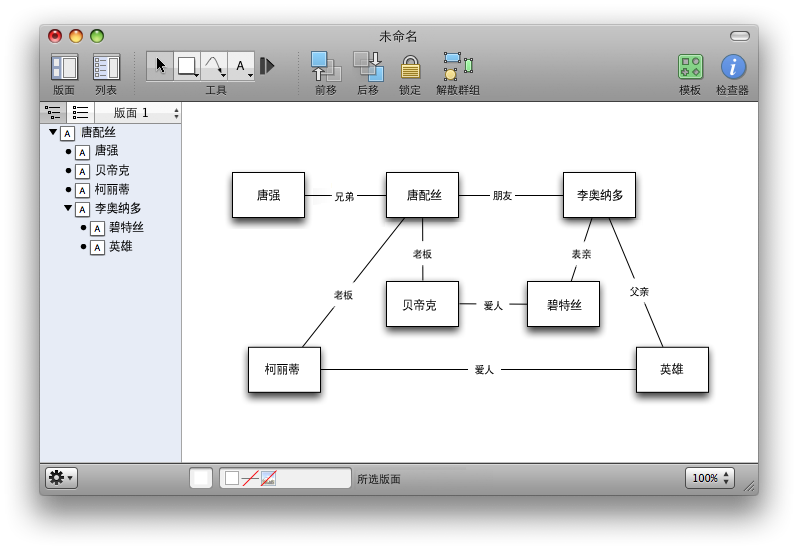 未命名
版面 列表 工具 前移 后移 锁定 解散群组 模板 检查器
A
版面 1
A 唐配丝
A 唐强
A 贝帝克
A 柯丽蒂
A 李奥纳多
A 碧特丝
A 英雄
唐强 兄弟 唐配丝 朋友 李奥纳多
老板 表亲
老板 父亲
贝帝克 爱人 碧特丝
柯丽蒂 爱人 英雄
所选版面 100%